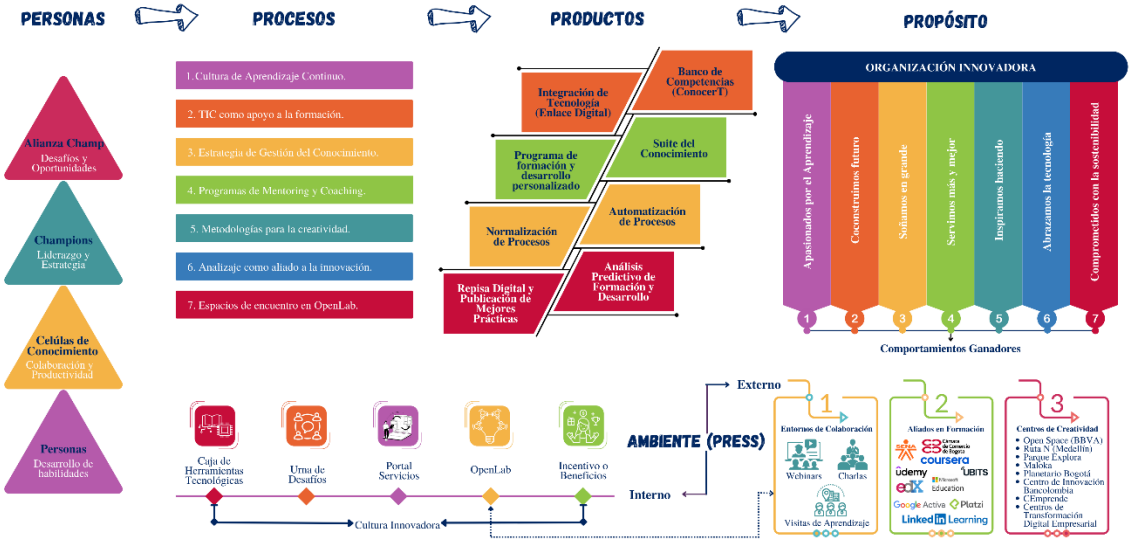 PERSONAS
PROCESOS
PRODUCTOS
PROPÓSITO
Alianza Champ
Desafíos y
Oportunidades
Champions
Liderazgo y
Estrategia
Celúlas de
Conocimiento
Colaboración y
Productividad
Personas
Desarrollo de
habilidades
1. Cultura de Aprendizaje Continuo.
2. TIC como apoyo a la formación.
3. Estrategia de Gestión del Conocimiento.
4. Programas de Mentoring y Coaching.
5. Metodologías para la creatividad.
6. Analizaje como aliado a la innovación.
7. Espacios de encuentro en OpenLab.
Integración de
Tecnología
(Enlace Digital)
Banco de
Competencias
(ConocerT)
Programa de
formación y
desarrollo
personalizado
Suite del
Conocimiento
Normalización
de Procesos
Automatización
de Procesos
Repisa Digital y
Publicación de
Mejores
Prácticas
Análisis
Predictivo de
Formación y
Desarrollo
ORGANIZACIÓN INNOVADORA
Apasionados por el Aprendizaje
Coconstruimos futuro
Soñamos en grande
Servimos más y mejor
Inspiramos haciendo
Abrazamos la tecnología
Comprometidos con la sostenibilidad
1 2 3 4 5 6 7
Comportamientos Ganadores
Caja de
Herramientas
Tecnológicas
Urna de
Desafíos
Portal
Servicios
OpenLab
Incentivo o
Beneficios
Cultura Innovadora
AMBIENTE (PRESS)
Externo
Interno
1
Entornos de Colaboración
Webinars
Charlas
Visitas de Aprendizaje
2
Aliados en Formación
SENA
Cámara
de Comercio
de Bogotá
coursera
ûdemy
UBITS
edX
Microsoft
Education
Google Activa
Platzi
Linked in Learning
3
Centros de Creatividad
Open Space (BBVA)
Ruta N (Medellín)
Parque Explora
Maloka
Planetario Bogotá
Centro de Innovación
Bancolombia
CEmprende
Centros de
Transformación
Digital Empresarial